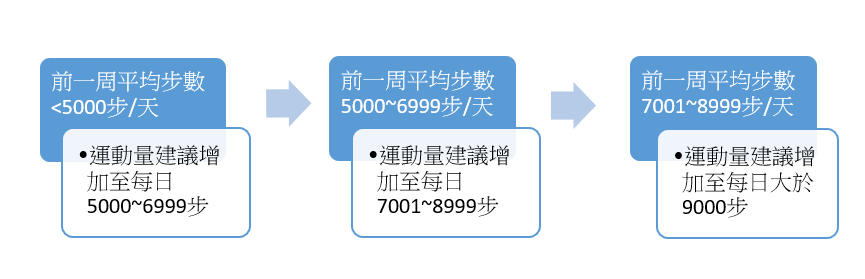 前一周平均步數
<5000步/天
•運動量建議增
加至每日
5000~6999步
前一周平均步數
5000~6999步/天
•運動量建議增
加至每日
7001~8999步
前一周平均步數
7001~8999步/天
•運動量建議增
加至每日大於
9000步